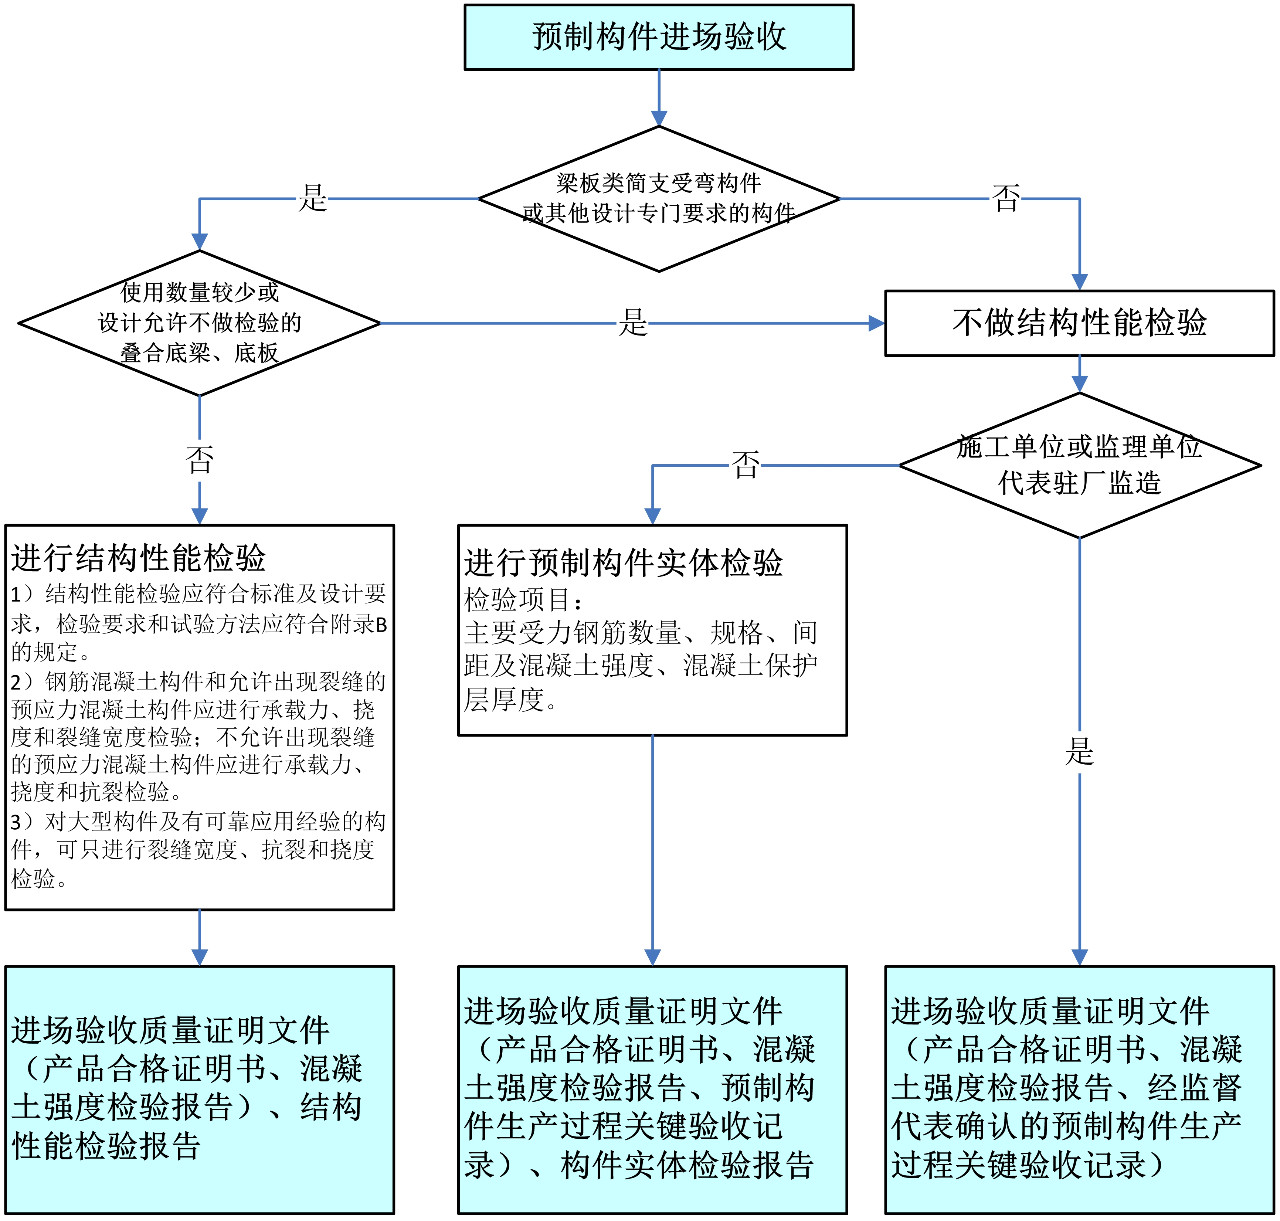 预制构件进场验收
梁板类简支受弯构件
或其他设计专门要求的构件
是
否
使用数量较少或
设计允许不做检验的
叠合底梁、底板
是
不做结构性能检验
否
施工单位或监理单位
代表驻厂监造
否
进行结构性能检验
1）结构性能检验应符合标准及设计要
求，检验要求和试验方法应符合附录B
的规定。
2）钢筋混凝土构件和允许出现裂缝的
预应力混凝土构件应进行承载力、挠
度和裂缝宽度检验；不允许出现裂缝
的预应力混凝土构件应进行承载力、
挠度和抗裂检验。
3）对大型构件及有可靠应用经验的构
件，可只进行裂缝宽度、抗裂和挠度
检验。
进行预制构件实体检验
检验项目：
主要受力钢筋数量、规格、间
距及混凝土强度、混凝土保护
层厚度。
是
进场验收质量证明文件
（产品合格证明书、混凝
土强度检验报告）、结构
性能检验报告
进场验收质量证明文件
（产品合格证明书、混凝
土强度检验报告、预制构
件生产过程关键验收记
录）、构件实体检验报告
进场验收质量证明文件
（产品合格证明书、混凝
土强度检验报告、经监督
代表确认的预制构件生产
过程关键验收记录）